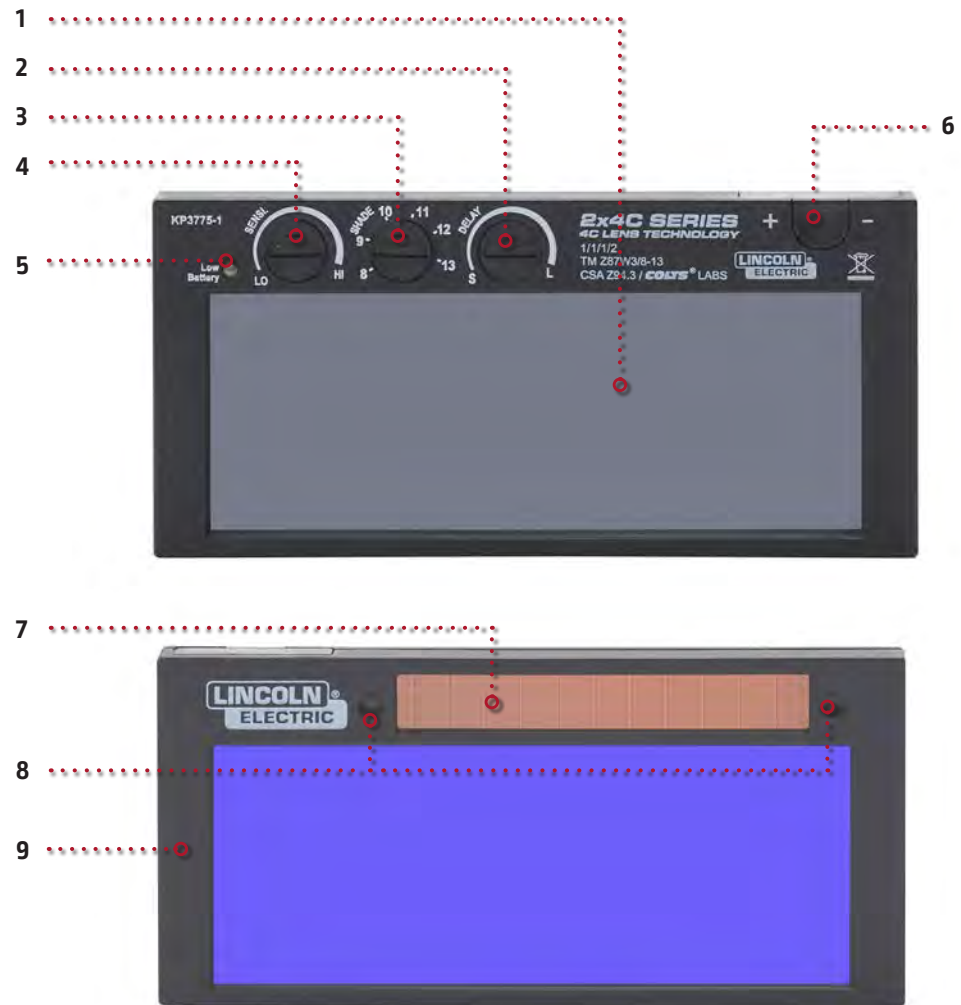 1
2
3
4
5
6
KP3775-1
Low
Battery
SENSI.
LO
HI
SHADE
8
9
10
11
12
13
DELAY
S
L
2x4C SERIES
4C LENS TECHNOLOGY
1/1/1/2
TM Z87W3/8-13
CSA Z94.3 / COLTS® LABS
+ -
LINCOLN®
ELECTRIC
7
8
9
LINCOLN®
ELECTRIC